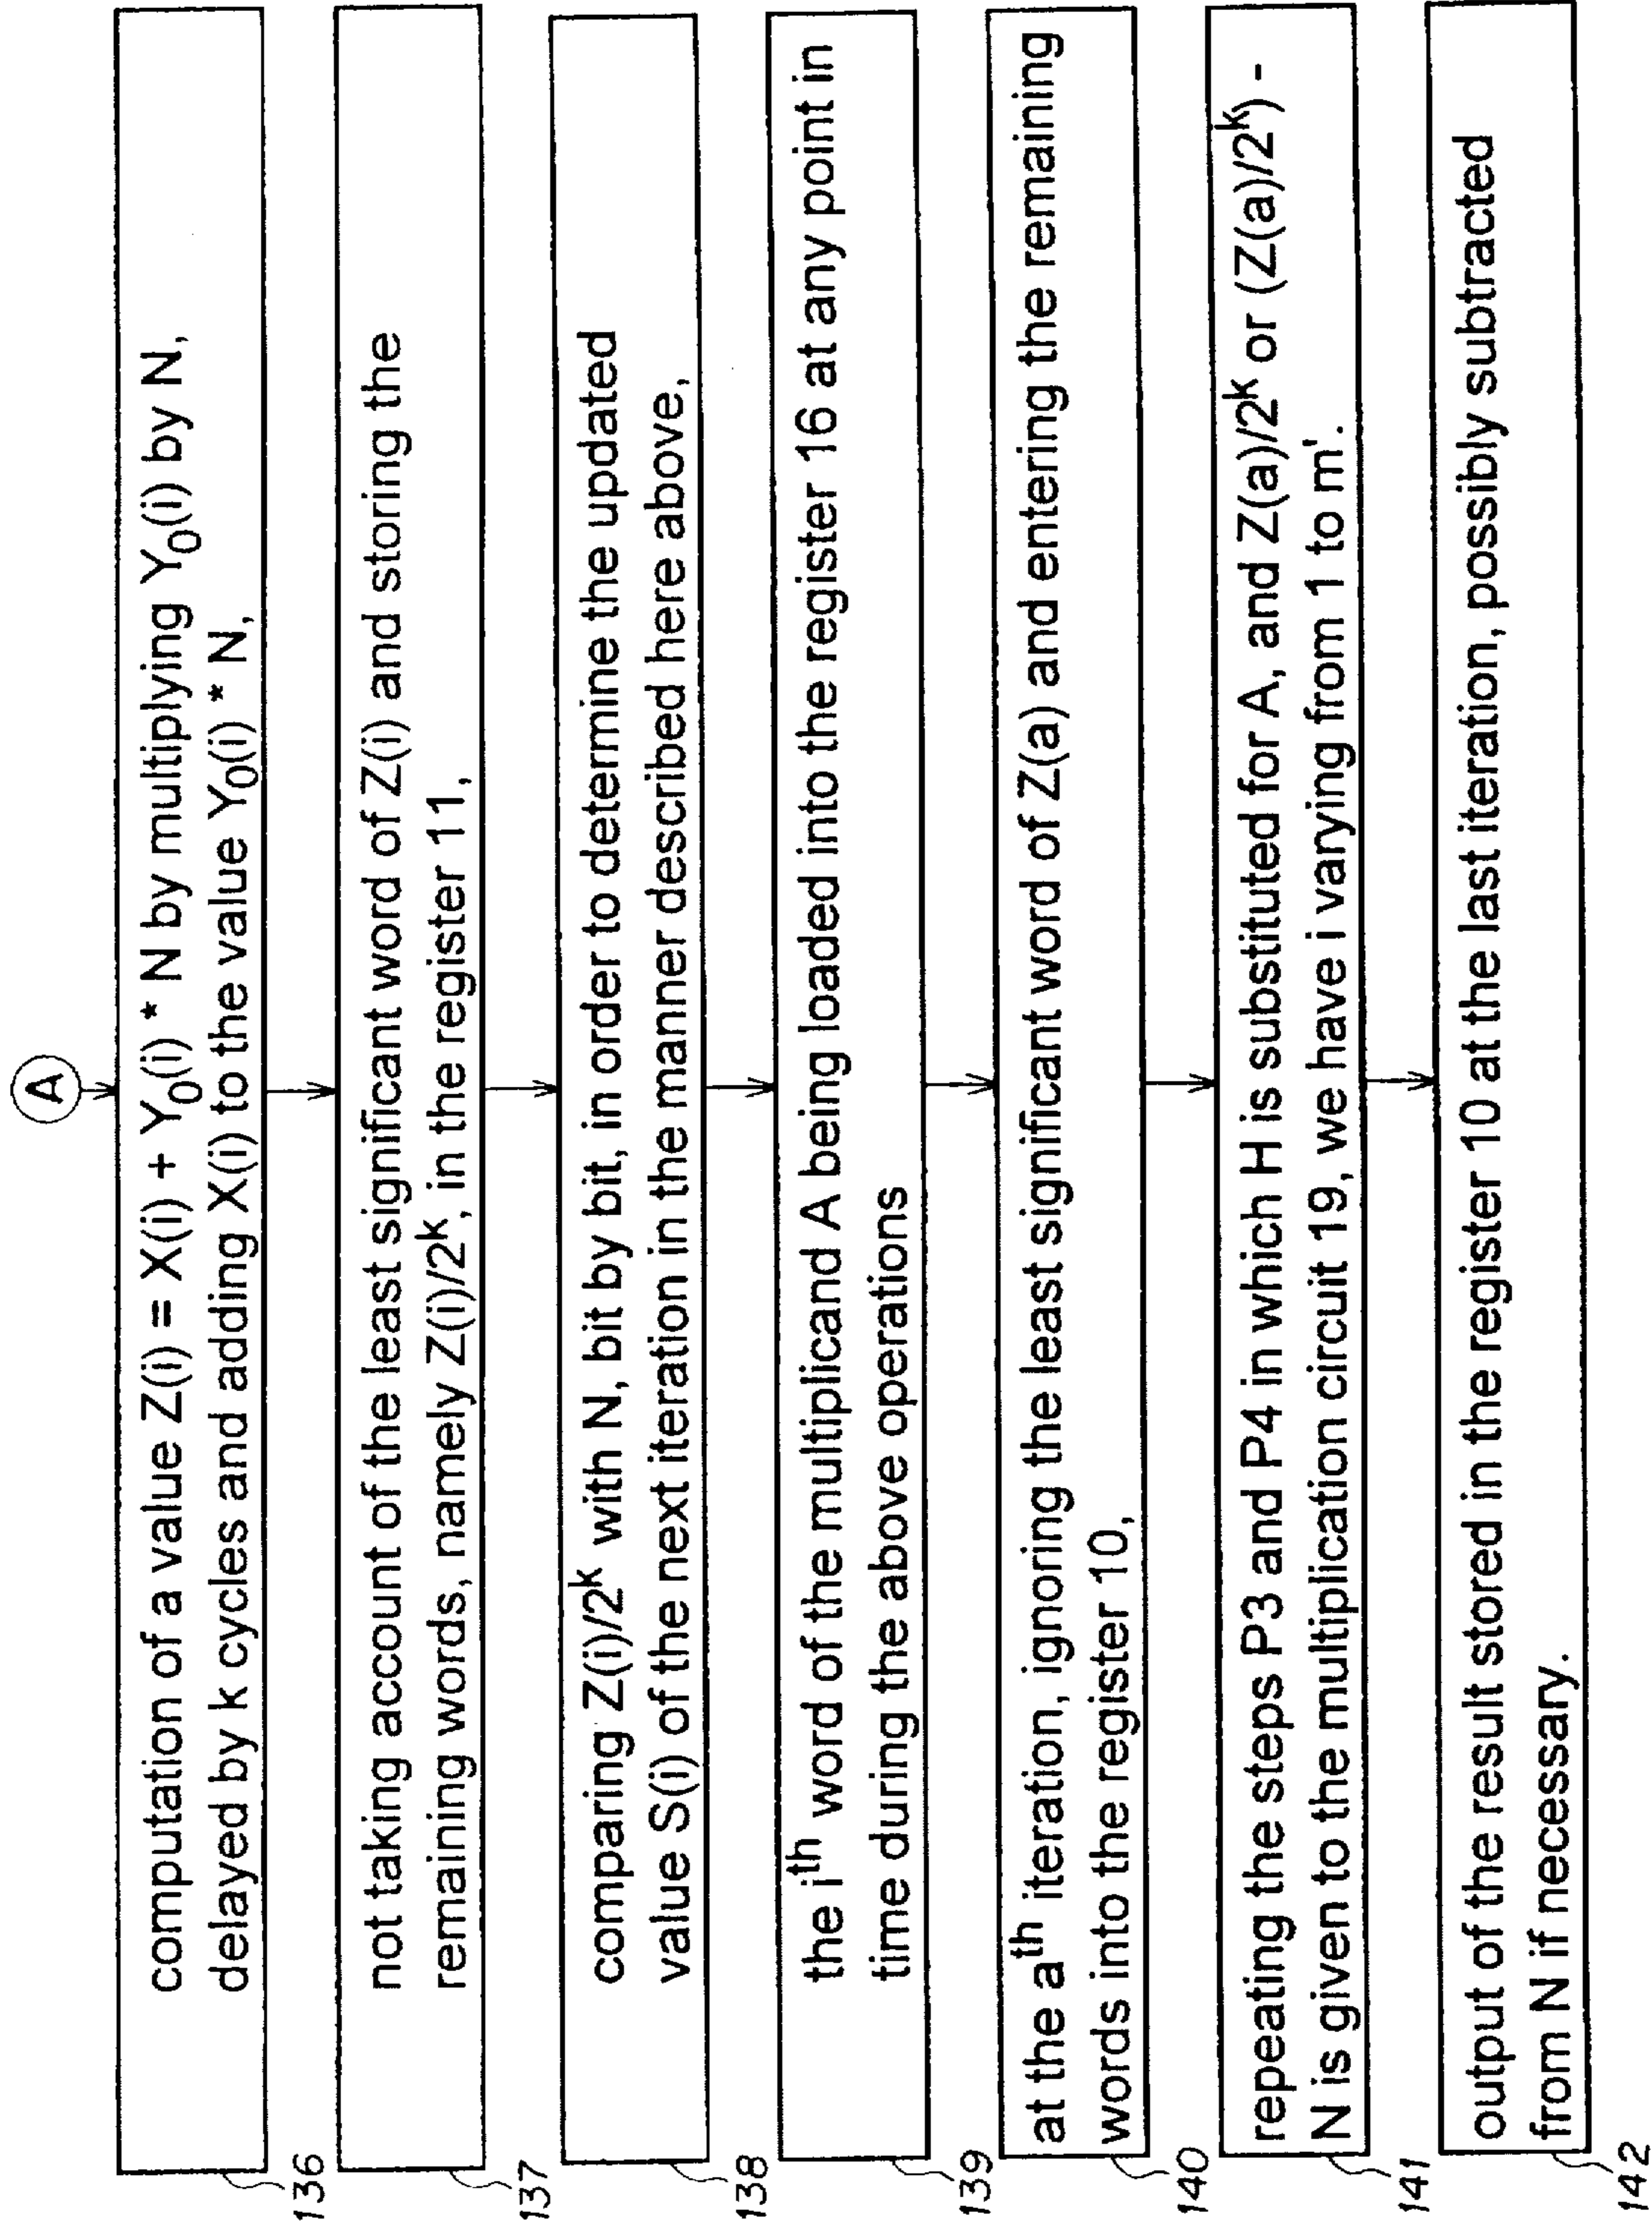 A
computation of a value Z(i) = X(i) + Y₀(i) * N by multiplying Y₀(i) by N,
delayed by k cycles and adding X(i) to the value Y₀(i) * N,
136
not taking account of the least significant word of Z(i) and storing the
remaining words, namely Z(i)/2ᵏ, in the register 11,
137
comparing Z(i)/2ᵏ with N, bit by bit, in order to determine the updated
value S(i) of the next iteration in the manner described here above,
138
the iᵗʰ word of the multiplicand A being loaded into the register 16 at any point in
time during the above operations
139
at the aᵗʰ iteration, ignoring the least significant word of Z(a) and entering the remaining
words into the register 10,
140
repeating the steps P3 and P4 in which H is substituted for A, and Z(a)/2ᵏ or (Z(a)/2ᵏ) -
N is given to the multiplication circuit 19, we have i varying from 1 to m'.
141
output of the result stored in the register 10 at the last iteration, possibly subtracted
from N if necessary.
142